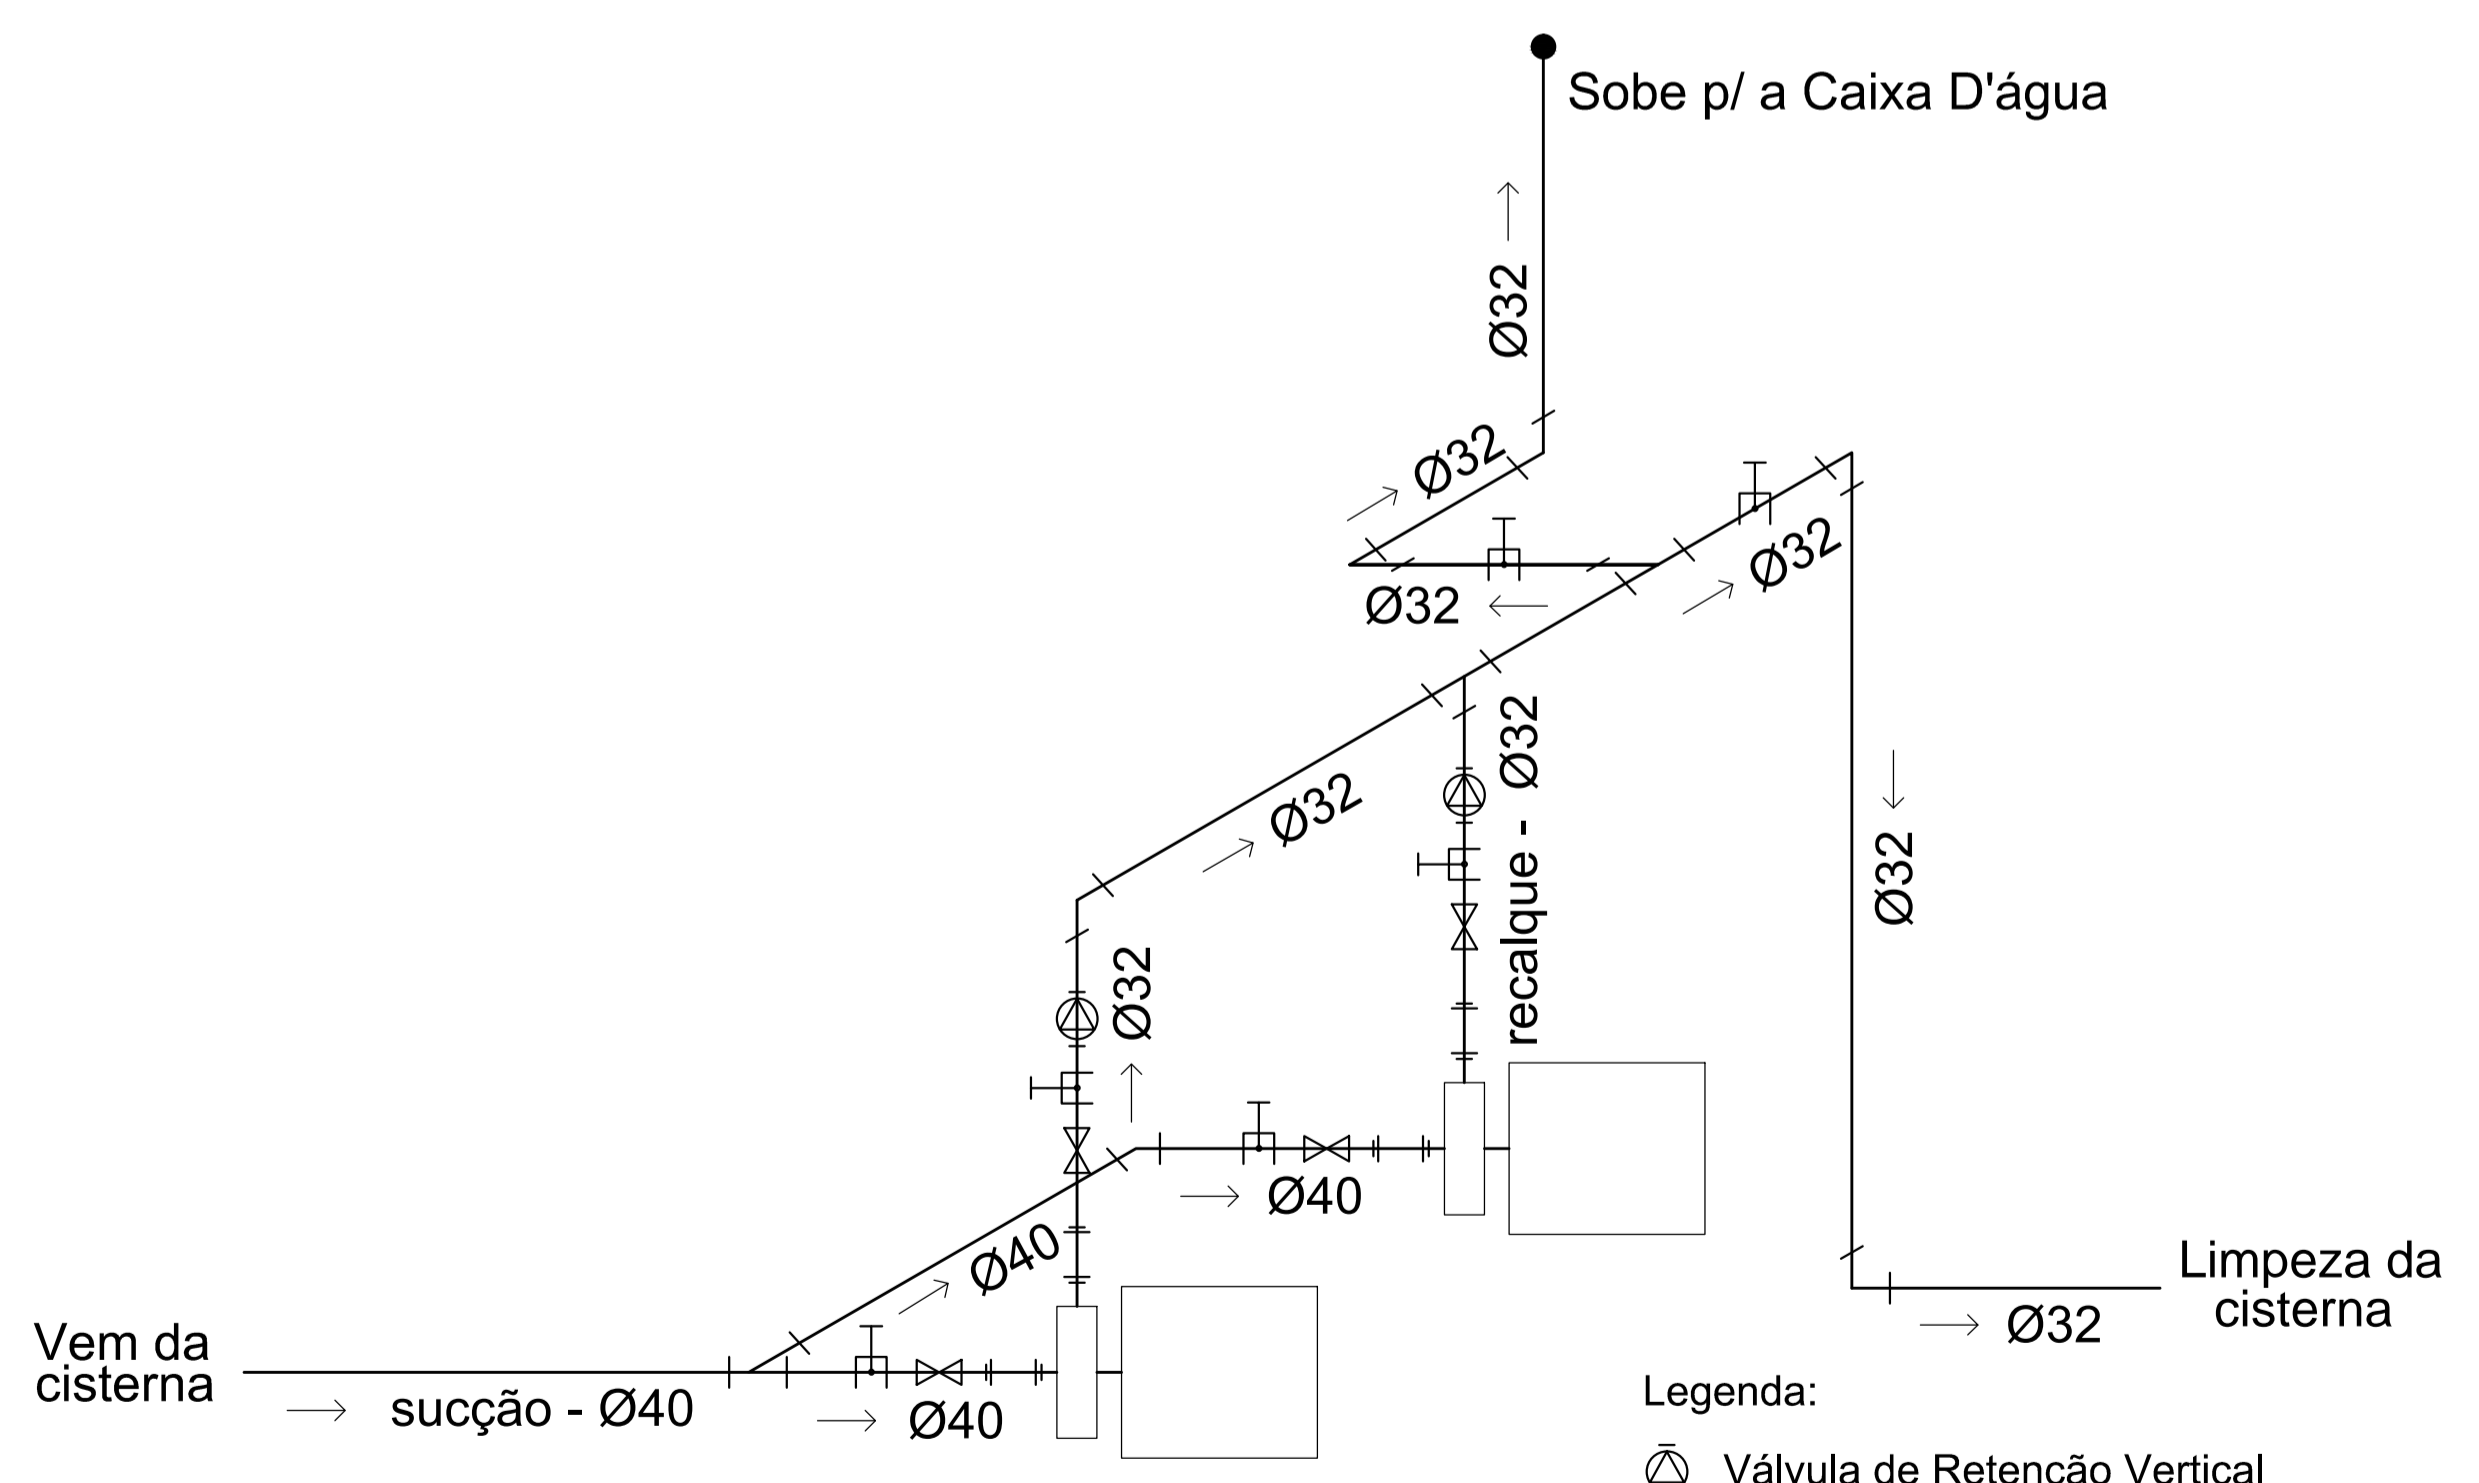 Sobe p/ a Caixa D'água
Ø32
Ø32
Ø32
Ø32
Ø32
recalque - Ø32
Ø32
Ø32
Ø40
Ø40
Vem da
cisterna
sucção - Ø40
Ø40
Limpeza da
cisterna
Ø32
Legenda:
Válvula de Retenção Vertical